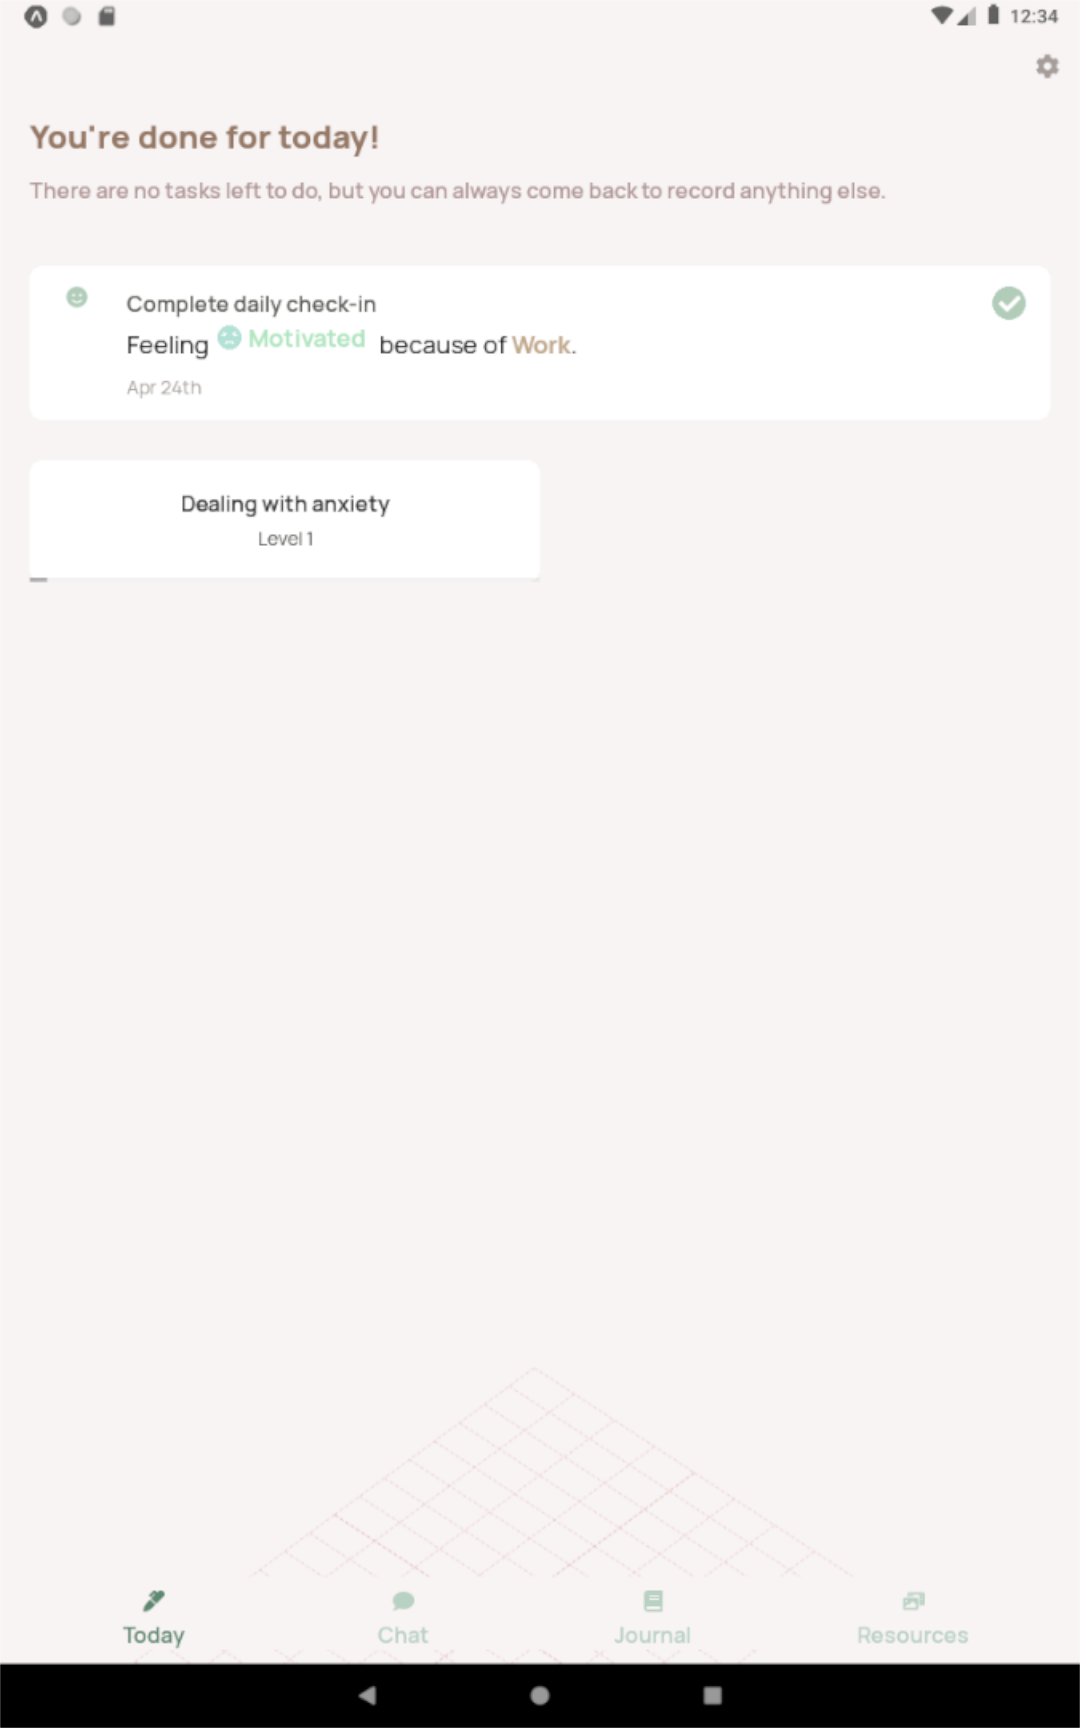 12:34
You're done for today!
There are no tasks left to do, but you can always come back to record anything else.
Complete daily check-in
Feeling Motivated because of Work.
Apr 24th
Dealing with anxiety
Level 1
Today Chat Journal Resources